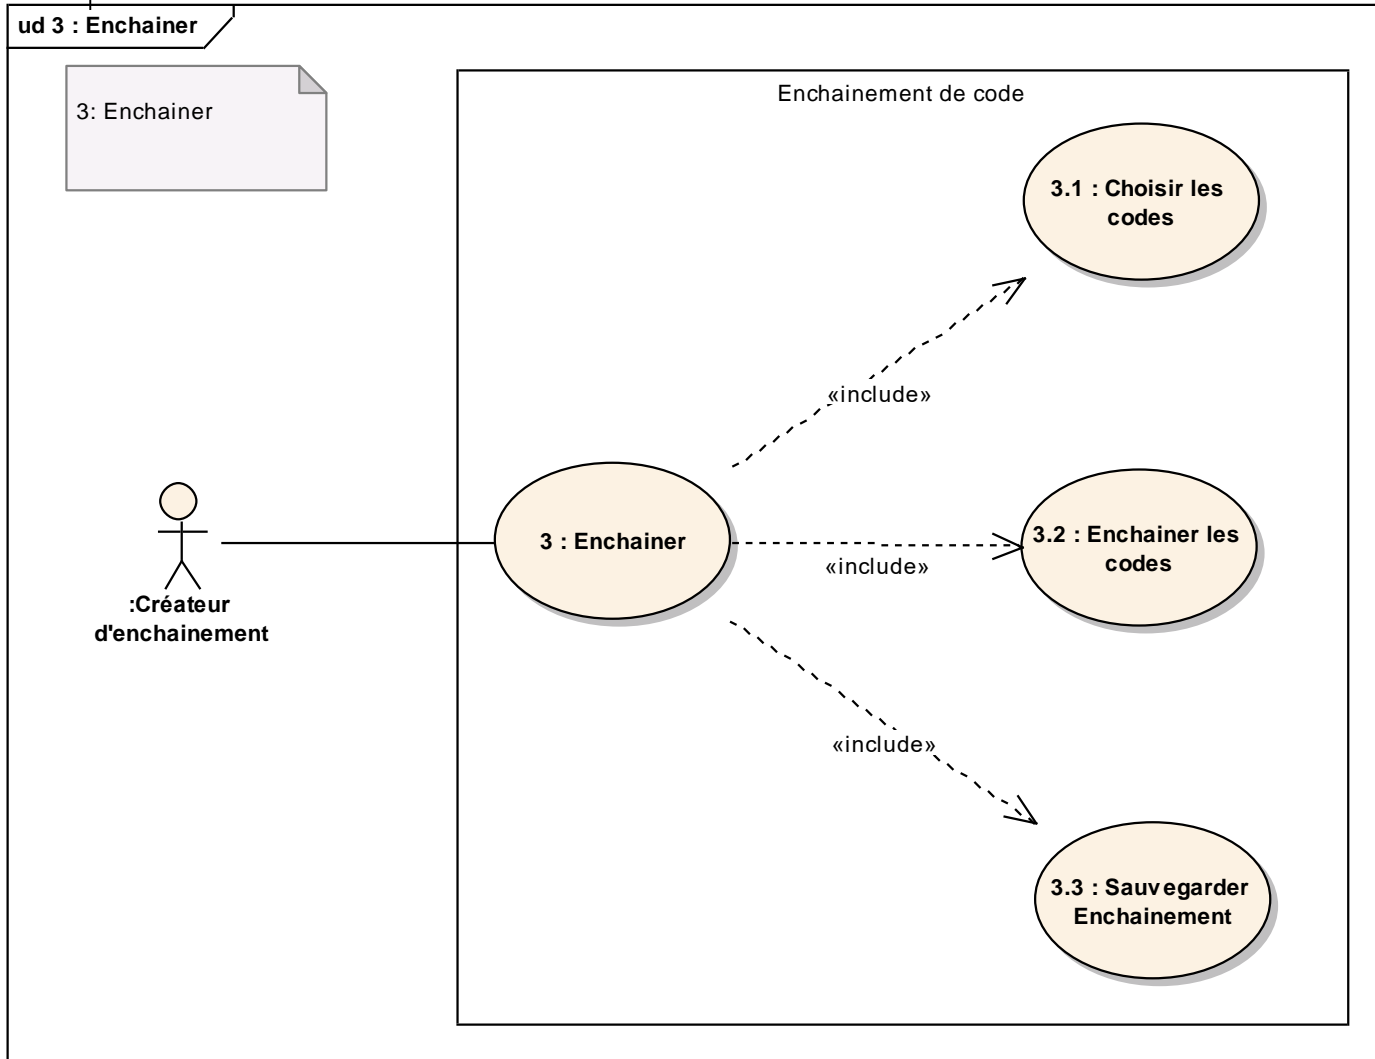 ud 3 : Enchainer
3: Enchainer
Enchainement de code
3.1 : Choisir les
codes
«include»
3 : Enchainer
3.2 : Enchainer les
codes
«include»
:Créateur
d'enchainement
«include»
3.3 : Sauvegarder
Enchainement